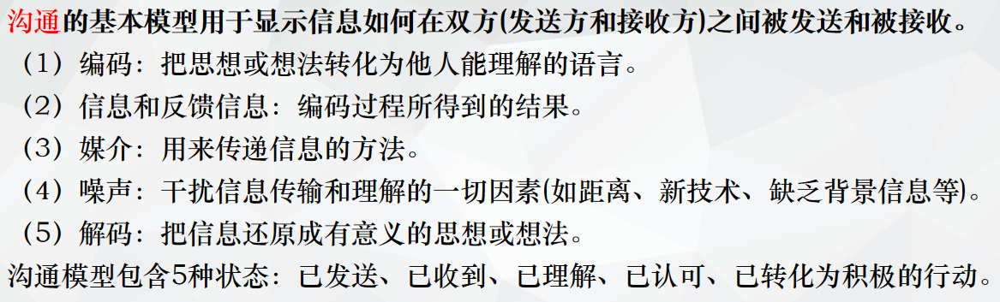 沟通的基本模型用于显示信息如何在双方(发送方和接收方)之间被发送和被接收。
（1）编码：把思想或想法转化为他人能理解的语言。
（2）信息和反馈信息：编码过程所得到的结果。
（3）媒介：用来传递信息的方法。
（4）噪声：干扰信息传输和理解的一切因素(如距离、新技术、缺乏背景信息等)。
（5）解码：把信息还原成有意义的思想或想法。
沟通模型包含5种状态：已发送、已收到、已理解、已认可、已转化为积极的行动。